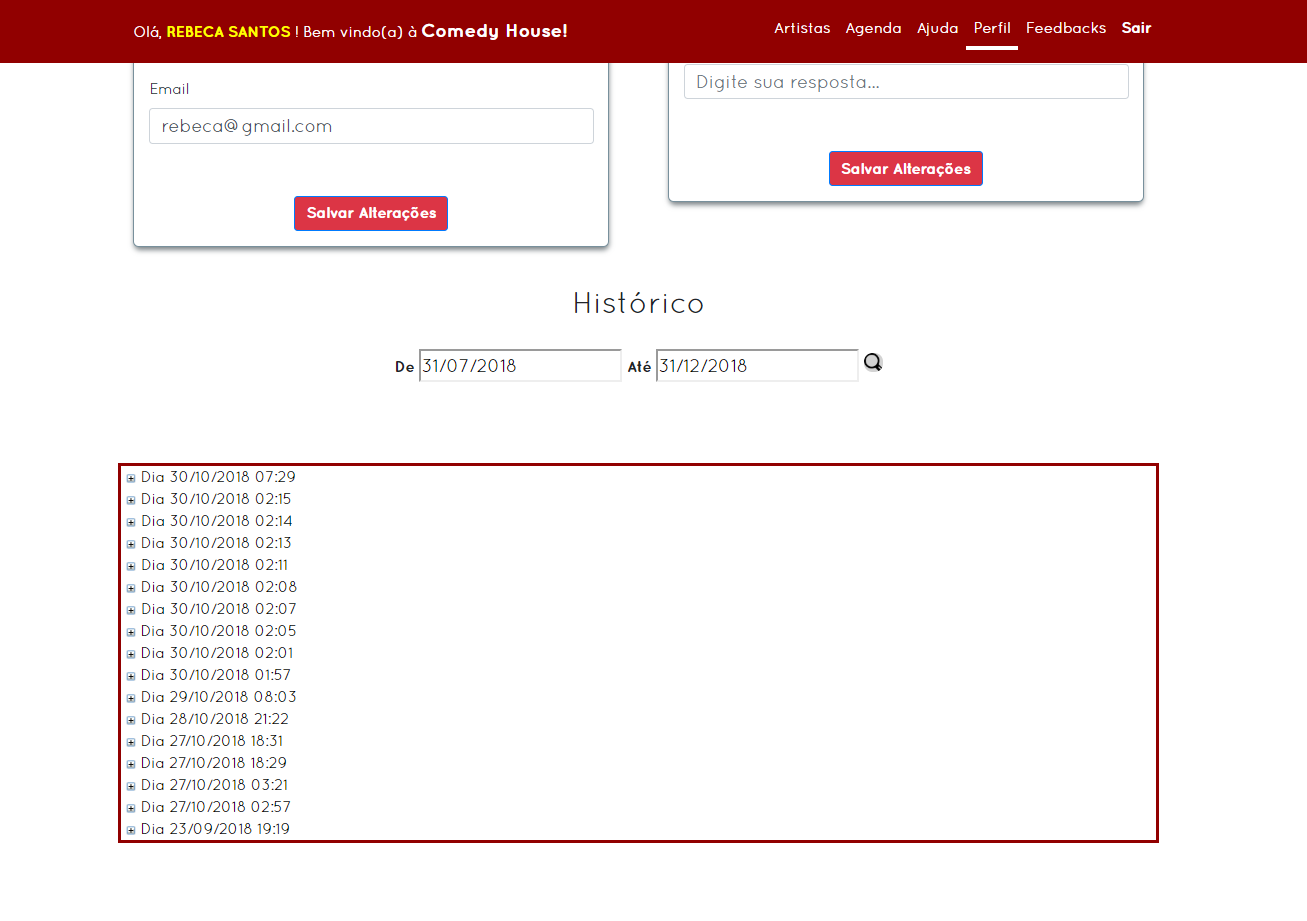 Olá, REBECA SANTOS ! Bem vindo(a) à Comedy House!
Artistas Agenda Ajuda Perfil Feedbacks Sair
Email
rebeca@gmail.com
Salvar Alterações
Digite sua resposta...
Salvar Alterações
Histórico
De 31/07/2018 Até 31/12/2018
Dia 30/10/2018 07:29
Dia 30/10/2018 02:15
Dia 30/10/2018 02:14
Dia 30/10/2018 02:13
Dia 30/10/2018 02:11
Dia 30/10/2018 02:08
Dia 30/10/2018 02:07
Dia 30/10/2018 02:05
Dia 30/10/2018 02:01
Dia 30/10/2018 01:57
Dia 29/10/2018 08:03
Dia 28/10/2018 21:22
Dia 27/10/2018 18:31
Dia 27/10/2018 18:29
Dia 27/10/2018 03:21
Dia 27/10/2018 02:57
Dia 23/09/2018 19:19